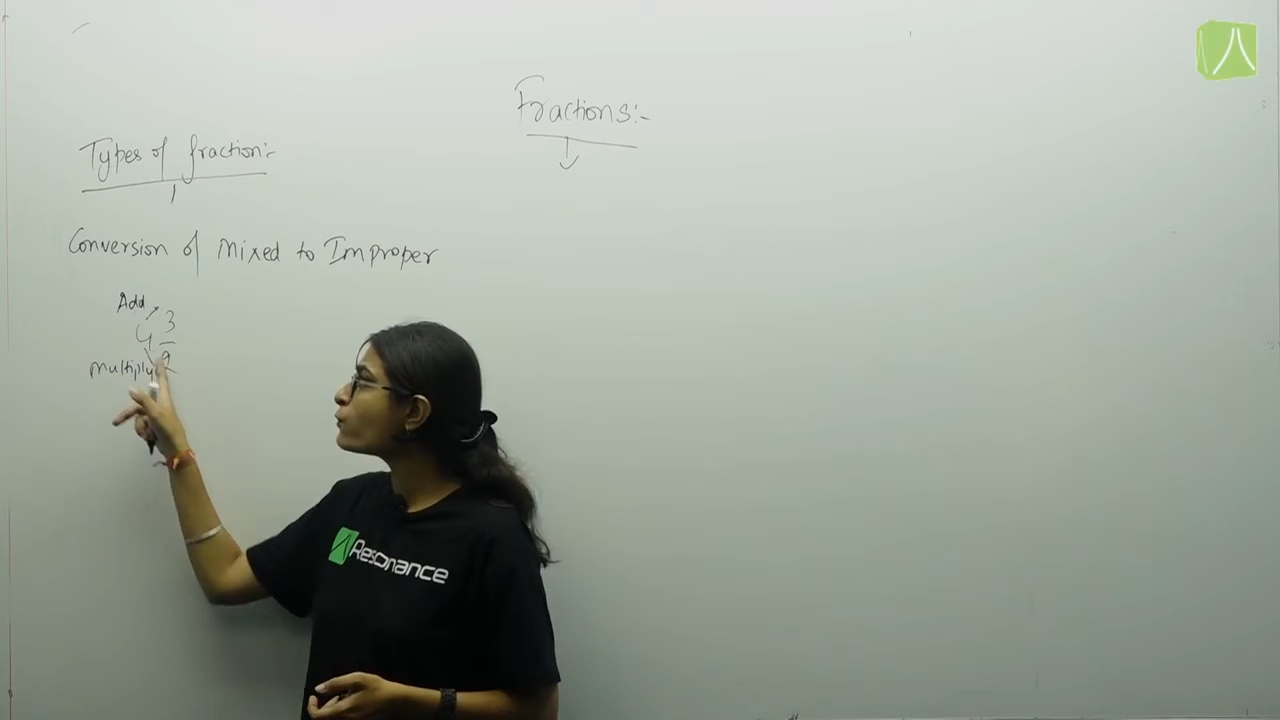 Fractions:-
Types of fraction:-
Conversion of Mixed to Improper
Add
4 3/2
Multiply
Resonance